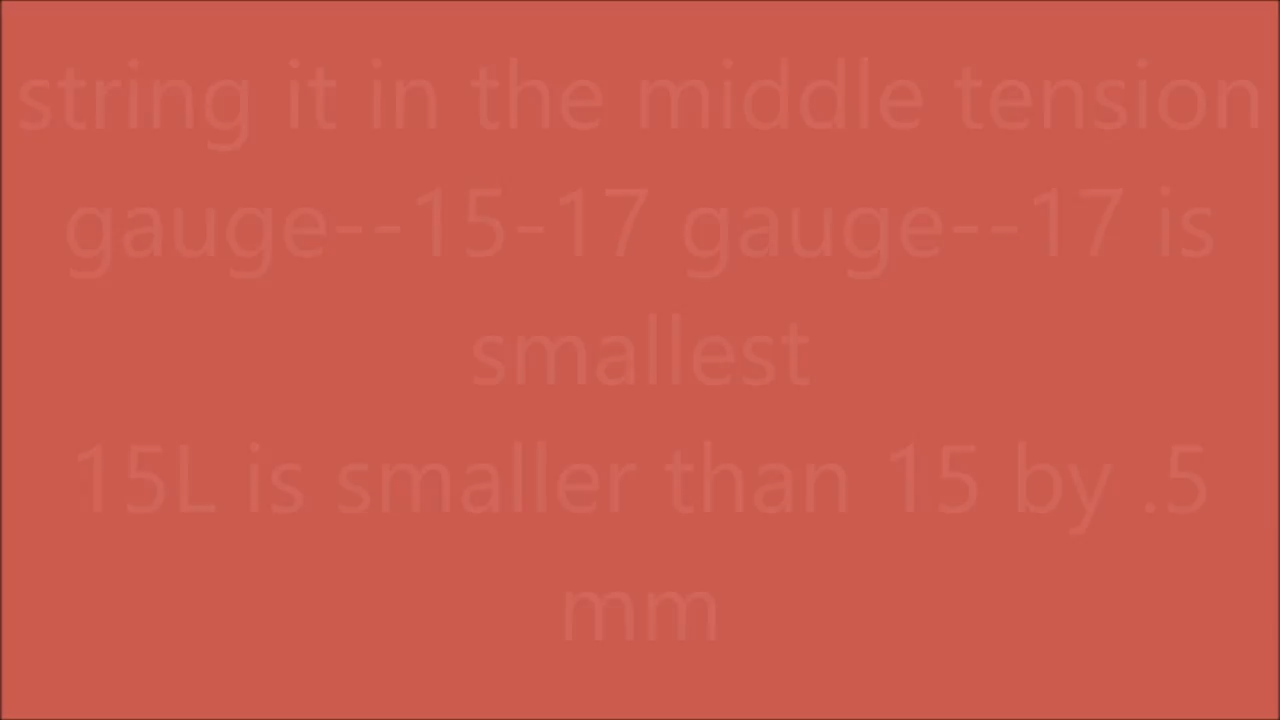 string it in the middle tension
gauge--15-17 gauge--17 is
smallest
15L is smaller than 15 by .5
mm